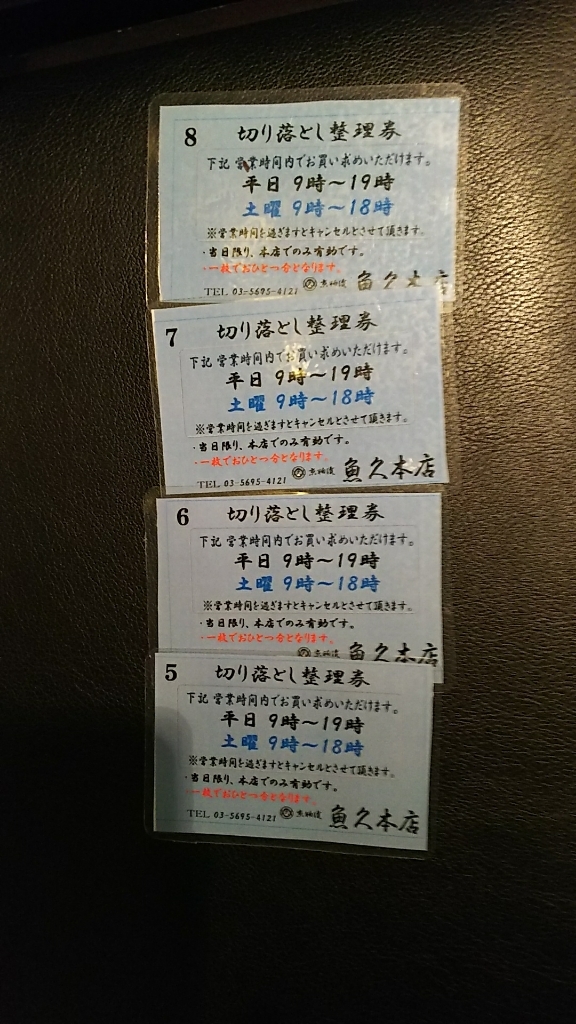 8 切り落とし整理券
下記 営業時間内でお買い求めいただけます。
平日 9時～19時
土曜 9時～18時
※営業時間を過ぎますとキャンセルとさせて頂きます。
・当日限り、本店でのみ有効です。
・一枚でおひとつ分となります。
TEL 03-5695-4121 魚久本店
7 切り落とし整理券
下記 営業時間内でお買い求めいただけます。
平日 9時～19時
土曜 9時～18時
※営業時間を過ぎますとキャンセルとさせて頂きます。
・当日限り、本店でのみ有効です。
・一枚でおひとつ分となります。
TEL 03-5695-4121 魚久本店
6 切り落とし整理券
下記 営業時間内でお買い求めいただけます。
平日 9時～19時
土曜 9時～18時
※営業時間を過ぎますとキャンセルとさせて頂きます。
・当日限り、本店でのみ有効です。
・一枚でおひとつ分となります。
魚久本店
5 切り落とし整理券
下記 営業時間内でお買い求めいただけます。
平日 9時～19時
土曜 9時～18時
※営業時間を過ぎますとキャンセルとさせて頂きます。
・当日限り、本店でのみ有効です。
・一枚でおひとつ分となります。
TEL 03-5695-4121 魚久本店